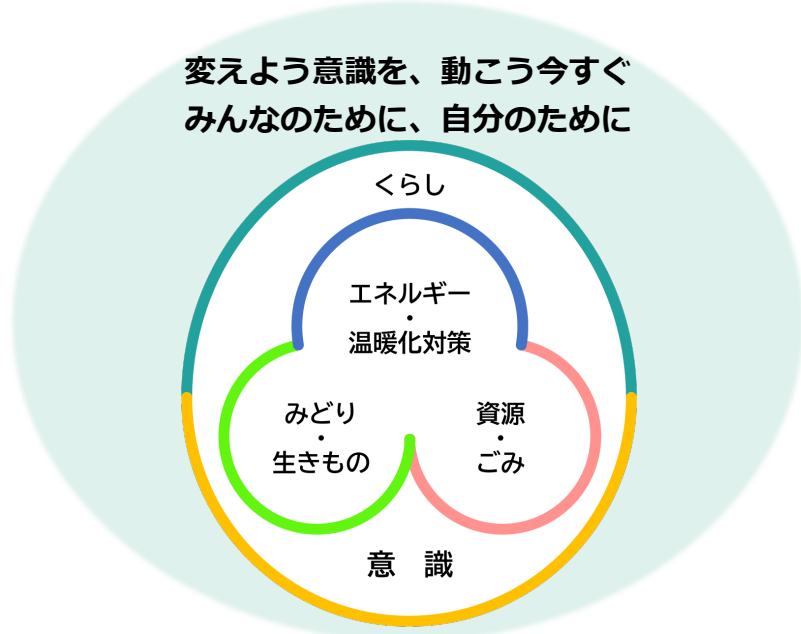 変えよう意識を、動こう今すぐ
みんなのために、自分のために
くらし
エネルギー
・
温暖化対策
みどり
・
生きもの
資源
・
ごみ
意　識